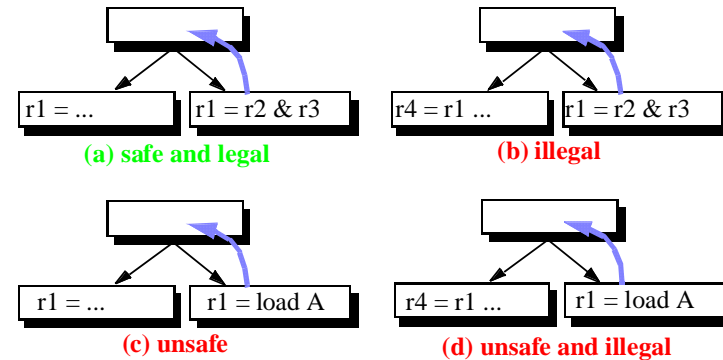 r1 = ...
r1 = r2 & r3
(a) safe and legal
r4 = r1 ...
r1 = r2 & r3
(b) illegal
r1 = ...
r1 = load A
(c) unsafe
r4 = r1 ...
r1 = load A
(d) unsafe and illegal